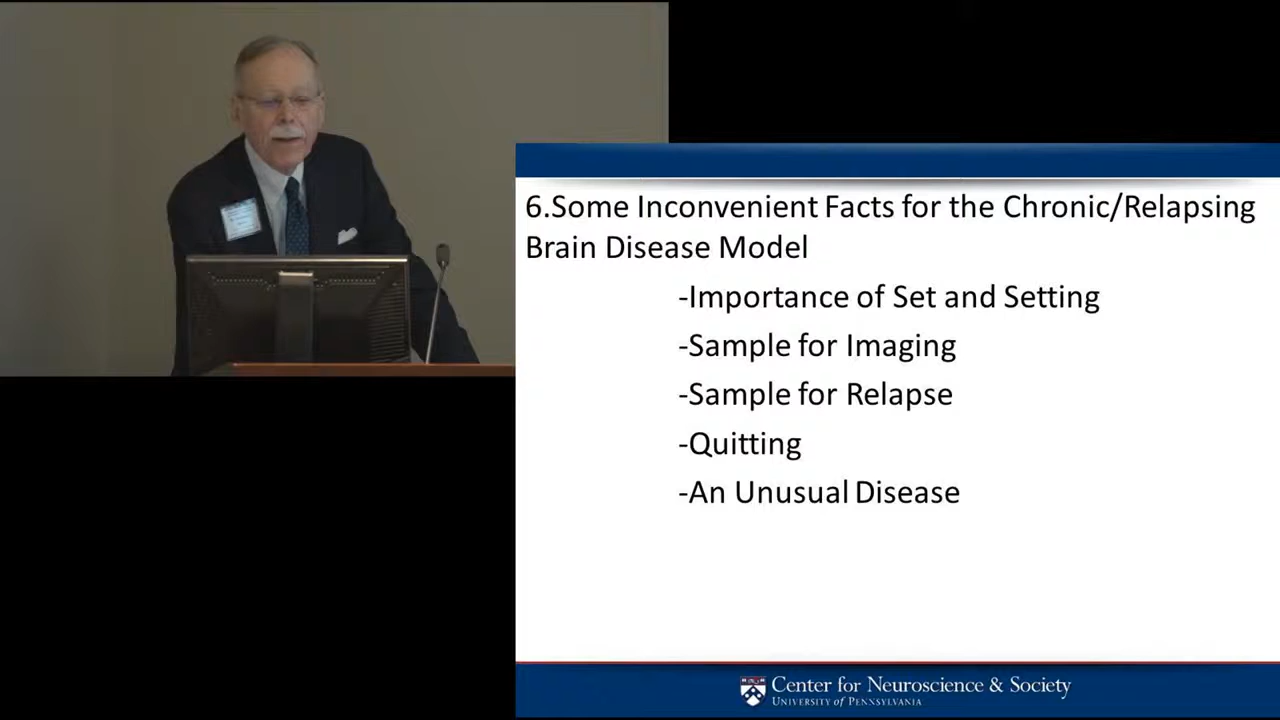 6.Some Inconvenient Facts for the Chronic/Relapsing
Brain Disease Model
-Importance of Set and Setting
-Sample for Imaging
-Sample for Relapse
-Quitting
-An Unusual Disease
Center for Neuroscience & Society
UNIVERSITY of PENNSYLVANIA